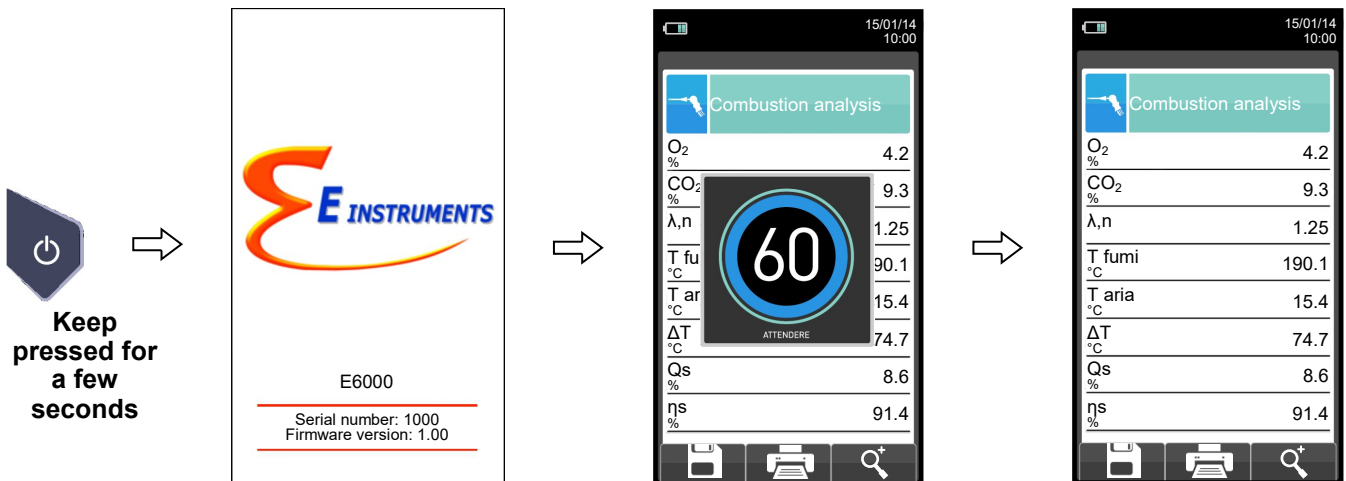 Keep
pressed for
a few
seconds
E INSTRUMENTS
E6000
Serial number: 1000
Firmware version: 1.00
15/01/14
10:00
Combustion analysis
O₂
%
4.2
CO₂
%
9.3
λ,n
1.25
T fu
°C
90.1
T ar
°C
15.4
ΔT
°C
74.7
Qs
%
8.6
ηs
%
91.4
60
ATTENDERE
15/01/14
10:00
Combustion analysis
O₂
%
4.2
CO₂
%
9.3
λ,n
1.25
T fumi
°C
190.1
T aria
°C
15.4
ΔT
°C
74.7
Qs
%
8.6
ηs
%
91.4